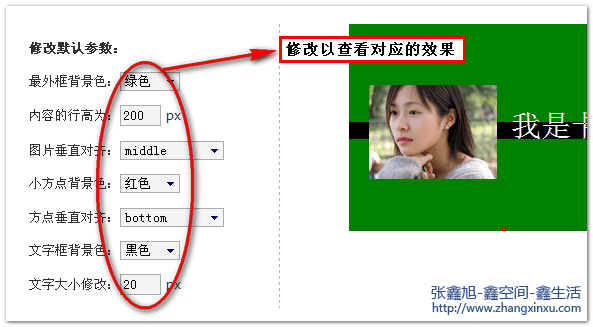 修改默认参数：
修改以查看对应的效果
最外框背景色：绿色
内容的行高为：200 px
图片垂直对齐：middle
小方点背景色：红色
方点垂直对齐：bottom
文字框背景色：黑色
文字大小修改：20 px
我是
张鑫旭-鑫空间-鑫生活
http://www.zhangxinxu.com